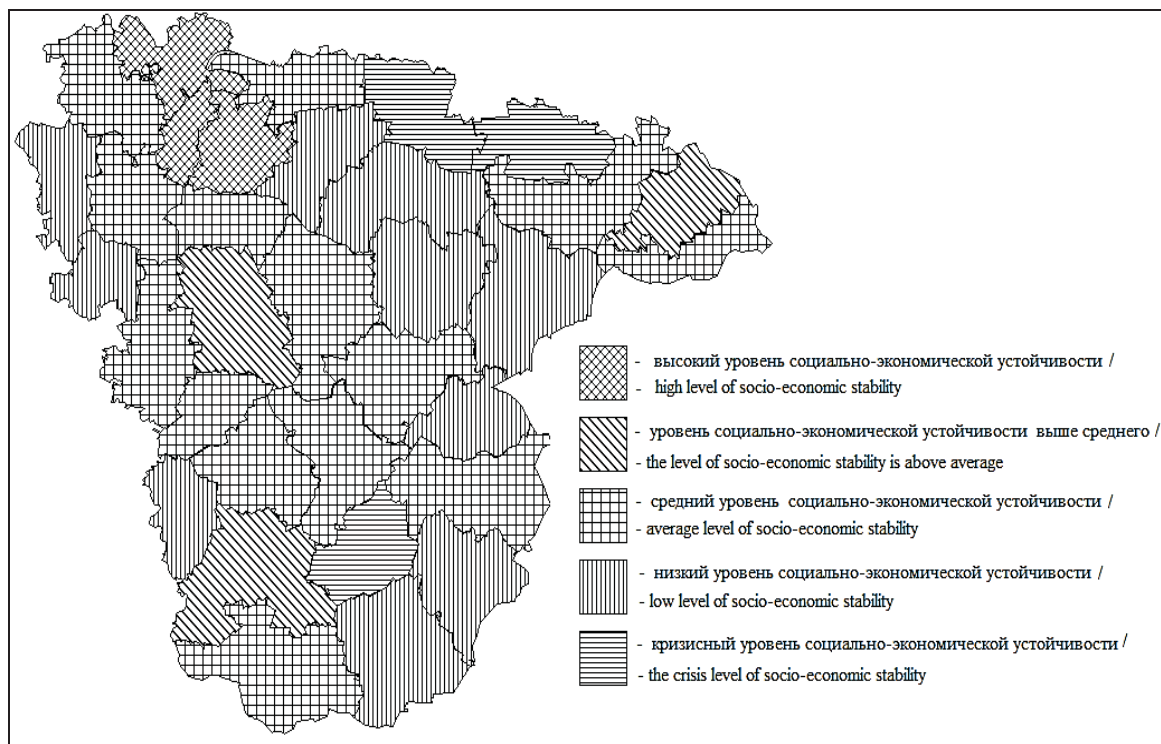 - высокий уровень социально-экономической устойчивости /
- high level of socio-economic stability
- уровень социально-экономической устойчивости выше среднего /
- the level of socio-economic stability is above average
- средний уровень социально-экономической устойчивости /
- average level of socio-economic stability
- низкий уровень социально-экономической устойчивости /
- low level of socio-economic stability
- кризисный уровень социально-экономической устойчивости /
- the crisis level of socio-economic stability